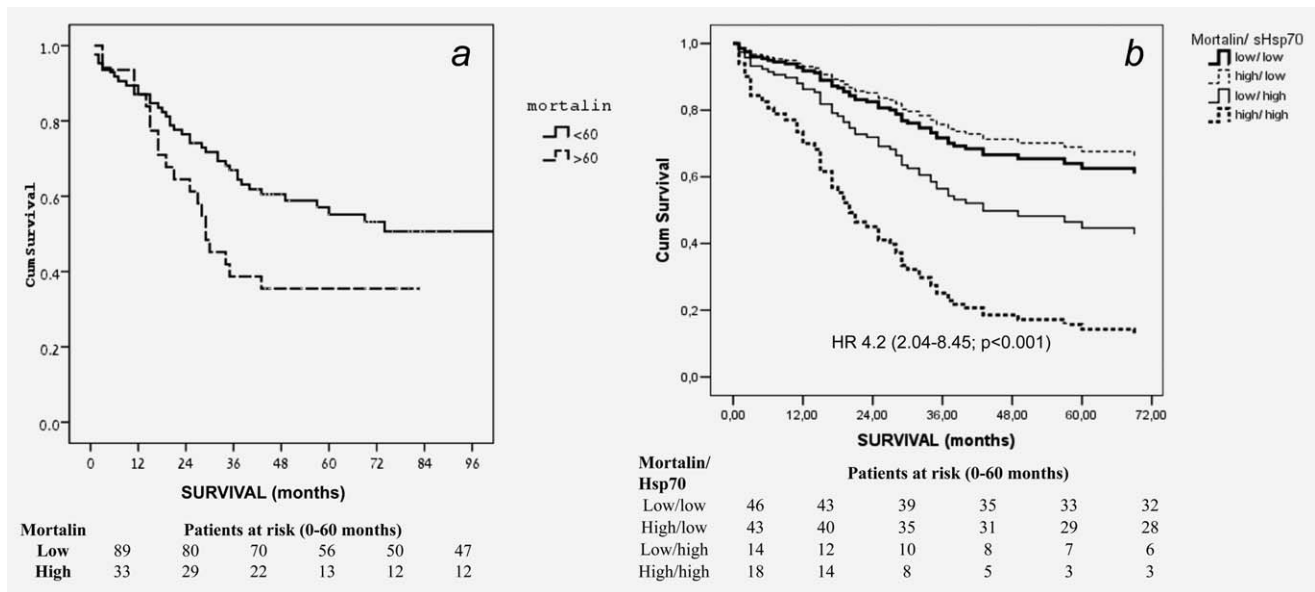 a
1.0
0.8
0.6
0.4
0.2
0.0
Cum Survival
0 12 24 36 48 60 72 84 96
SURVIVAL (months)
mortalin
<60
>60
Mortalin Patients at risk (0-60 months)
Low 89 80 70 56 50 47
High 33 29 22 13 12 12
b
1,0
0,8
0,6
0,4
0,2
0,0
Cum Survival
HR 4.2 (2.04-8.45; p<0.001)
0,00 12,00 24,00 36,00 48,00 60,00 72,00
SURVIVAL (months)
Mortalin/ sHsp70
low/low
high/low
low/high
high/high
Mortalin/
Hsp70
Patients at risk (0-60 months)
Low/low 46 43 39 35 33 32
High/low 43 40 35 31 29 28
Low/high 14 12 10 8 7 6
High/high 18 14 8 5 3 3